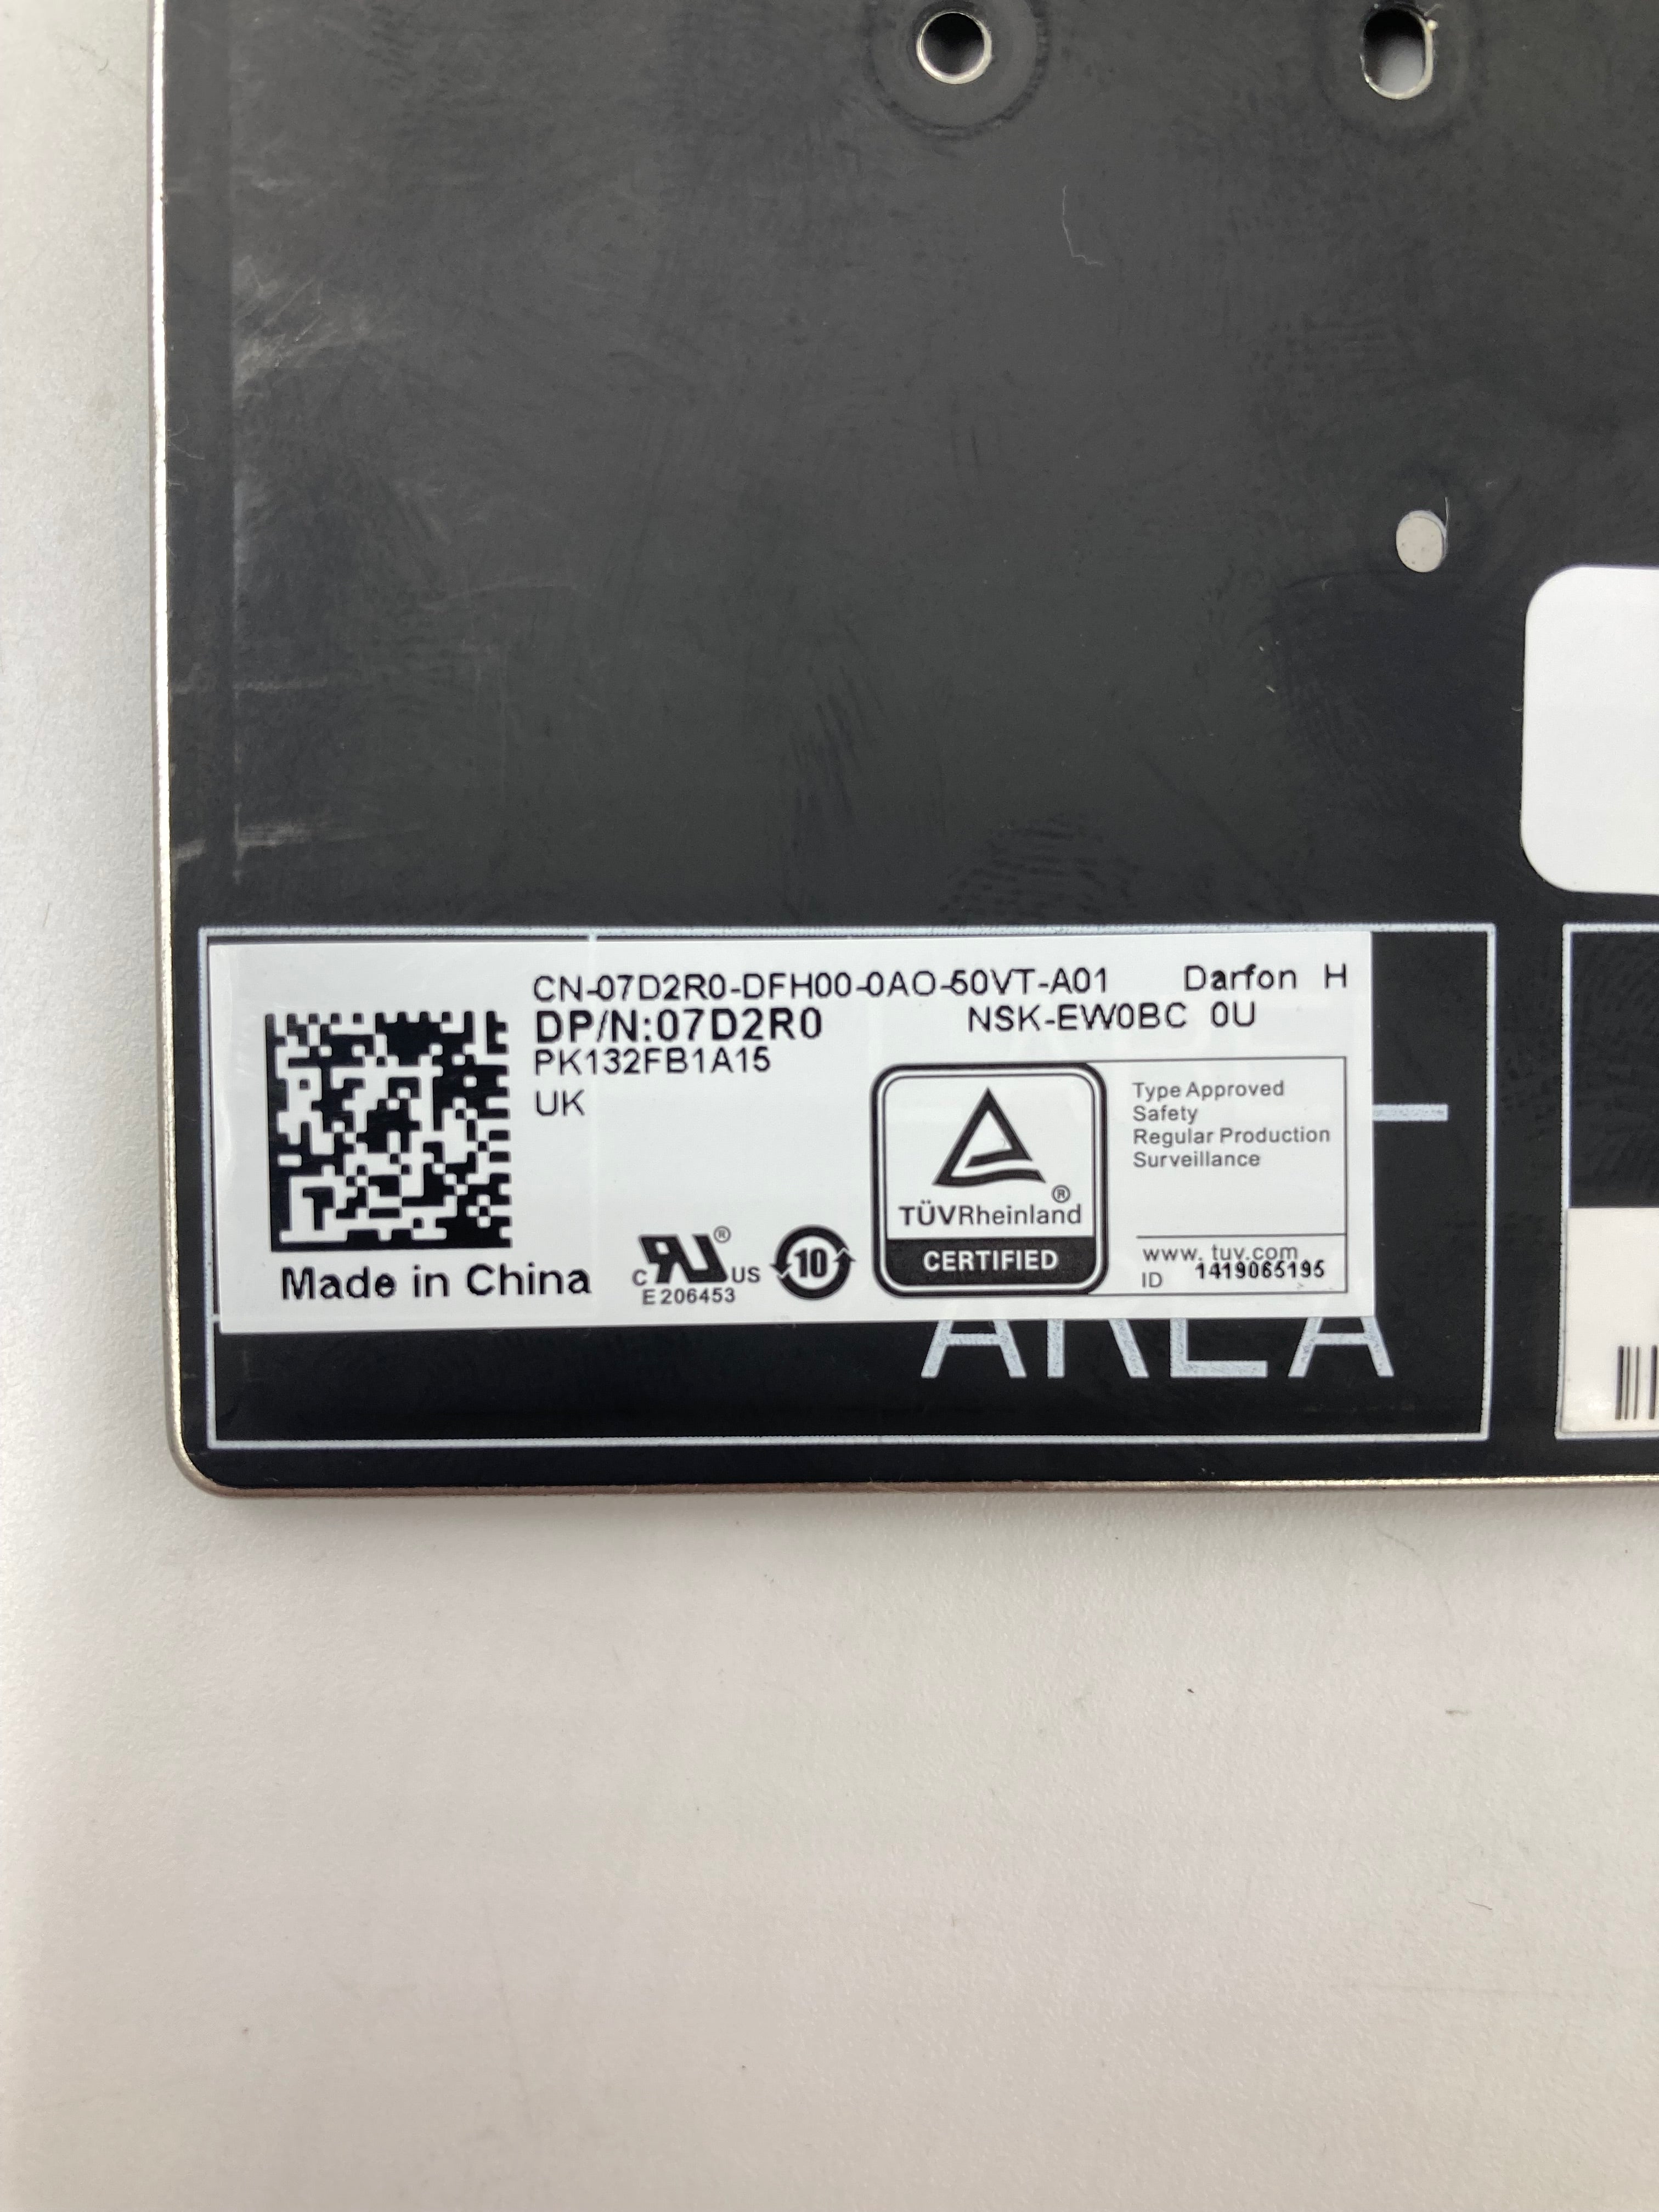 CN-07D2R0-DFH00-0AO-50VT-A01 Darfon H
DP/N:07D2R0 NSK-EW0BC 0U
PK132FB1A15
UK
Type Approved
Safety
Regular Production
Surveillance
TÜVRheinland®
CERTIFIED
www.tuv.com
ID 1419065195
Made in China
c RU® US
E206453
10
AREA